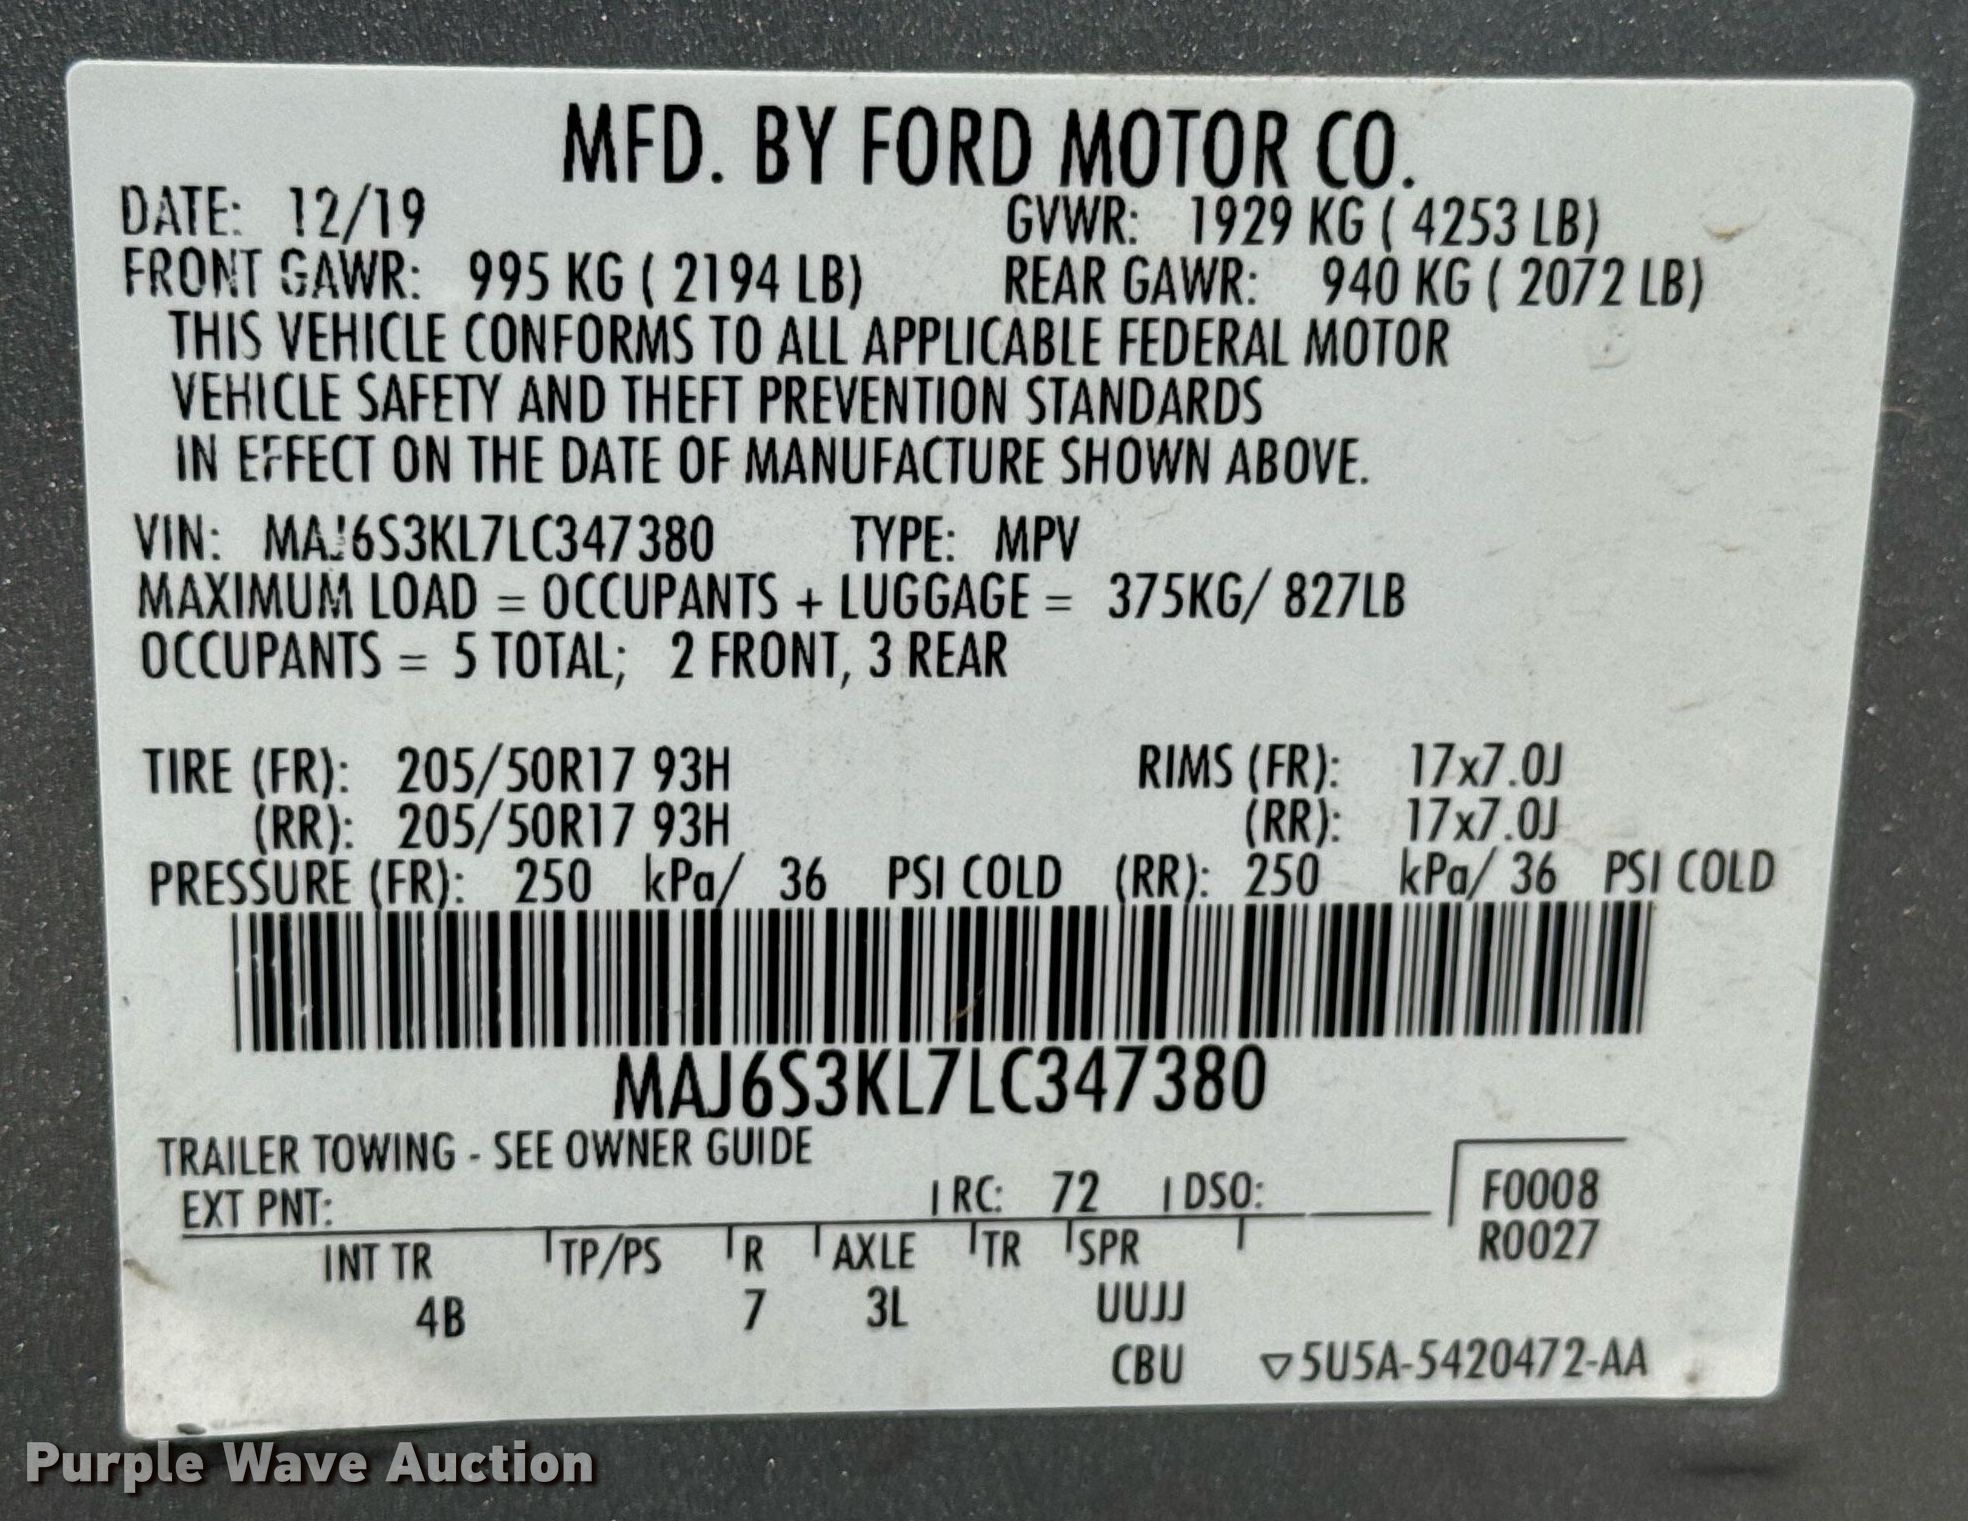 MFD. BY FORD MOTOR CO.
DATE: 12/19 GVWR: 1929 KG ( 4253 LB)
FRONT GAWR: 995 KG ( 2194 LB) REAR GAWR: 940 KG ( 2072 LB)
THIS VEHICLE CONFORMS TO ALL APPLICABLE FEDERAL MOTOR
VEHICLE SAFETY AND THEFT PREVENTION STANDARDS
IN EFFECT ON THE DATE OF MANUFACTURE SHOWN ABOVE.
VIN: MAJ6S3KL7LC347380 TYPE: MPV
MAXIMUM LOAD = OCCUPANTS + LUGGAGE = 375KG/ 827LB
OCCUPANTS = 5 TOTAL; 2 FRONT, 3 REAR
TIRE (FR): 205/50R17 93H RIMS (FR): 17x7.0J
(RR): 205/50R17 93H (RR): 17x7.0J
PRESSURE (FR): 250 kPa/ 36 PSI COLD (RR): 250 kPa/ 36 PSI COLD
MAJ6S3KL7LC347380
TRAILER TOWING - SEE OWNER GUIDE
EXT PNT: RC: 72 DSO: F0008
R0027
INT TR TP/PS R AXLE TR SPR
4B 7 3L UUJJ
CBU ▽5U5A-5420472-AA
Purple Wave Auction